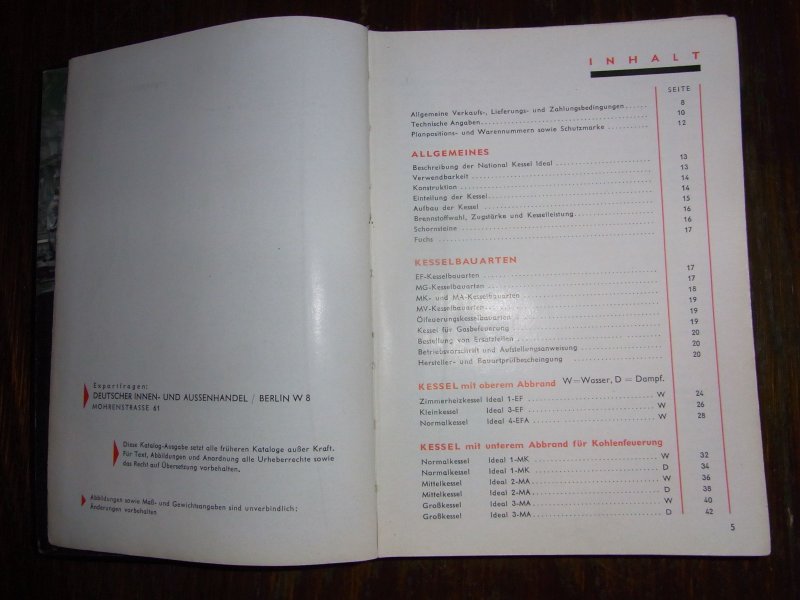 Exportfragen:
DEUTSCHER INNEN- UND AUSSENHANDEL / BERLIN W 8
MOHRENSTRASSE 61
Diese Katalog-Ausgabe setzt alle früheren Kataloge außer Kraft.
Für Text, Abbildungen und Anordnung alle Urheberrechte sowie
das Recht auf Übersetzung vorbehalten.
Abbildungen sowie Maß- und Gewichtsangaben sind unverbindlich;
Änderungen vorbehalten
INHALT
SEITE
Allgemeine Verkaufs-, Lieferungs- und Zahlungsbedingungen...... 8
Technische Angaben................................ 10
Planpositions- und Warennummern sowie Schutzmarke........... 12
ALLGEMEINES
Beschreibung der National Kessel Ideal........................ 13
Verwendbarkeit........................................ 13
Konstruktion.......................................... 14
Einteilung der Kessel.................................. 14
Aufbau der Kessel..................................... 15
Brennstoffwahl, Zugstärke und Kesselleistung.................. 16
Schornsteine.......................................... 16
Fuchs................................................ 17
KESSELBAUARTEN
EF-Kesselbauarten..................................... 17
MG-Kesselbauarten..................................... 17
MK- und MA-Kesselbauarten............................. 18
MV-Kesselbauarten..................................... 19
Ölfeuerungskesselbauarten.............................. 19
Kessel für Gasbefeuerung............................... 19
Bestellung von Ersatzteilen.............................. 20
Betriebsvorschrift und Aufstellungsanweisung.................. 20
Hersteller- und Bauartprüfbescheingung..................... 20
KESSEL mit oberem Abbrand W=Wasser, D = Dampf.
Zimmerheizkessel Ideal 1-EF........................ W 24
Kleinkessel Ideal 3-EF........................ W 26
Normalkessel Ideal 4-EFA....................... W 28
KESSEL mit unterem Abbrand für Kohlenfeuerung
Normalkessel Ideal 1-MK....................... W 32
Normalkessel Ideal 1-MK....................... D 34
Mittelkessel Ideal 2-MA....................... W 36
Mittelkessel Ideal 2-MA....................... D 38
Großkessel Ideal 3-MA....................... W 40
Großkessel Ideal 3-MA....................... D 42
5